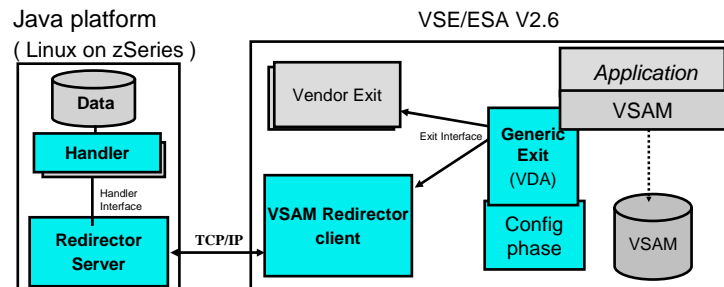 Java platform
( Linux on zSeries )
Data
Handler
Handler
Interface
Redirector
Server
TCP/IP
VSE/ESA V2.6
Vendor Exit
Exit Interface
VSAM Redirector
client
Generic
Exit
(VDA)
Config
phase
Application
VSAM
VSAM